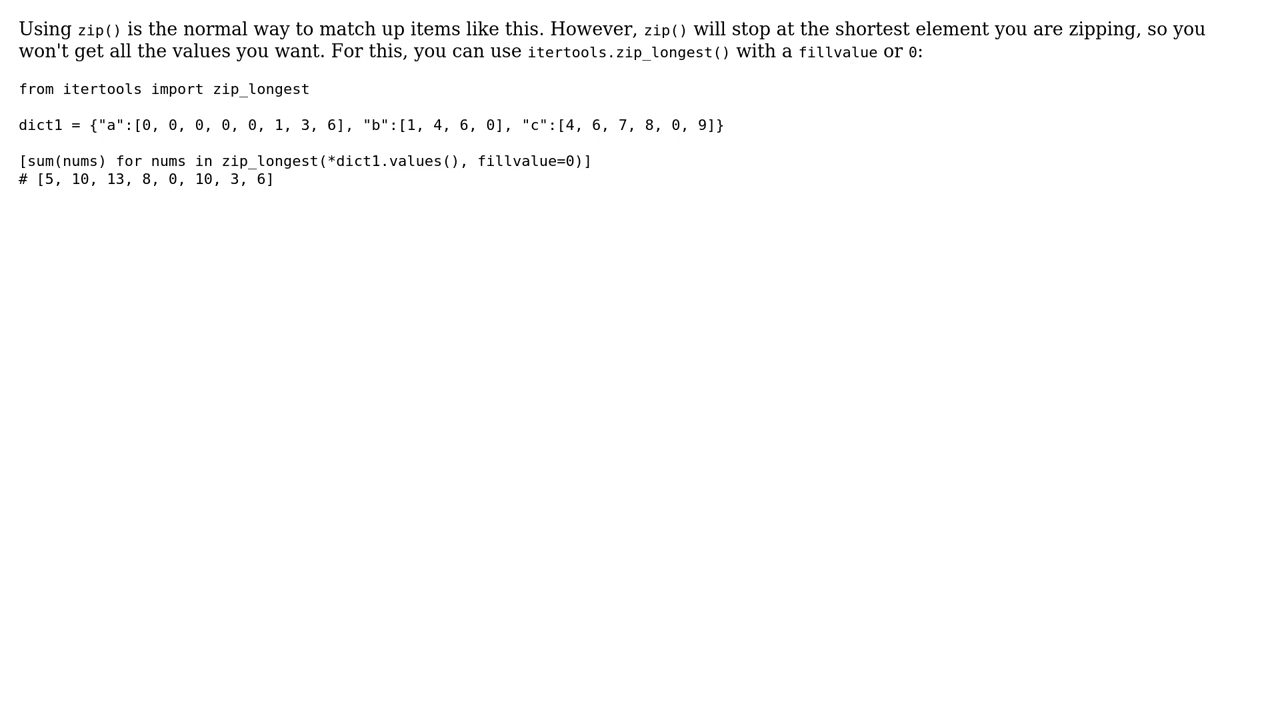 Using zip() is the normal way to match up items like this. However, zip() will stop at the shortest element you are zipping, so you
won't get all the values you want. For this, you can use itertools.zip_longest() with a fillvalue or 0:
from itertools import zip_longest
dict1 = {"a":[0, 0, 0, 0, 0, 1, 3, 6], "b":[1, 4, 6, 0], "c":[4, 6, 7, 8, 0, 9]}
[sum(nums) for nums in zip_longest(*dict1.values(), fillvalue=0)]
# [5, 10, 13, 8, 0, 10, 3, 6]